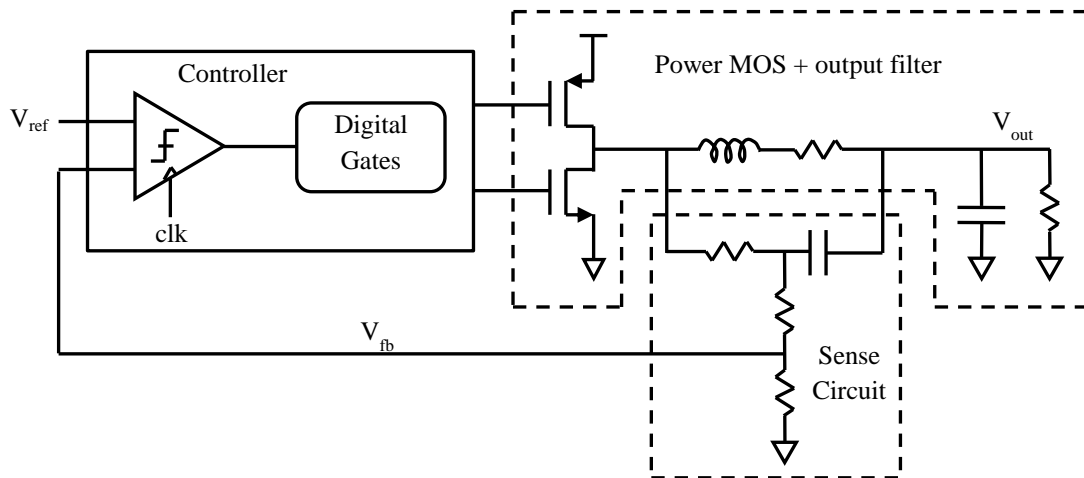 Controller
Power MOS + output filter
V_ref
Digital
Gates
V_out
clk
V_fb
Sense
Circuit